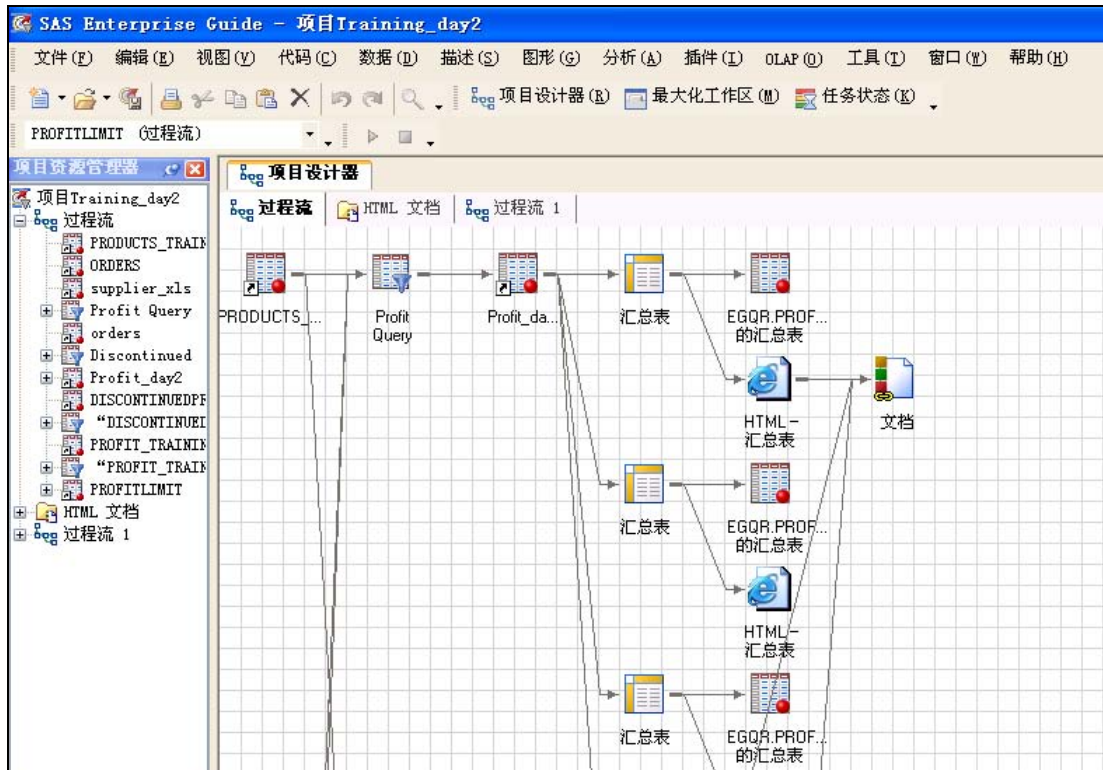 SAS Enterprise Guide - 项目Training_day2
文件(F) 编辑(E) 视图(V) 代码(C) 数据(D) 描述(S) 图形(G) 分析(A) 插件(I) OLAP(O) 工具(T) 窗口(W) 帮助(H)
项目设计器(R) 最大化工作区(M) 任务状态(K)
PROFITLIMIT (过程流)
项目资源管理器
项目Training_day2
过程流
PRODUCTS_TRAIN
ORDERS
supplier_xls
Profit Query
orders
Discontinued
Profit_day2
DISCONTINUEDPR
“DISCONTINUEI
PROFIT_TRAININ
“PROFIT_TRAIN
PROFITLIMIT
HTML 文档
过程流 1
项目设计器
过程流 HTML 文档 过程流 1
PRODUCTS_...
Profit
Query
Profit_da...
汇总表
EGQR.PROF...
的汇总表
HTML -
汇总表
文档
汇总表
EGQR.PROF...
的汇总表
HTML -
汇总表
汇总表
EGQR.PROF...
的汇总表